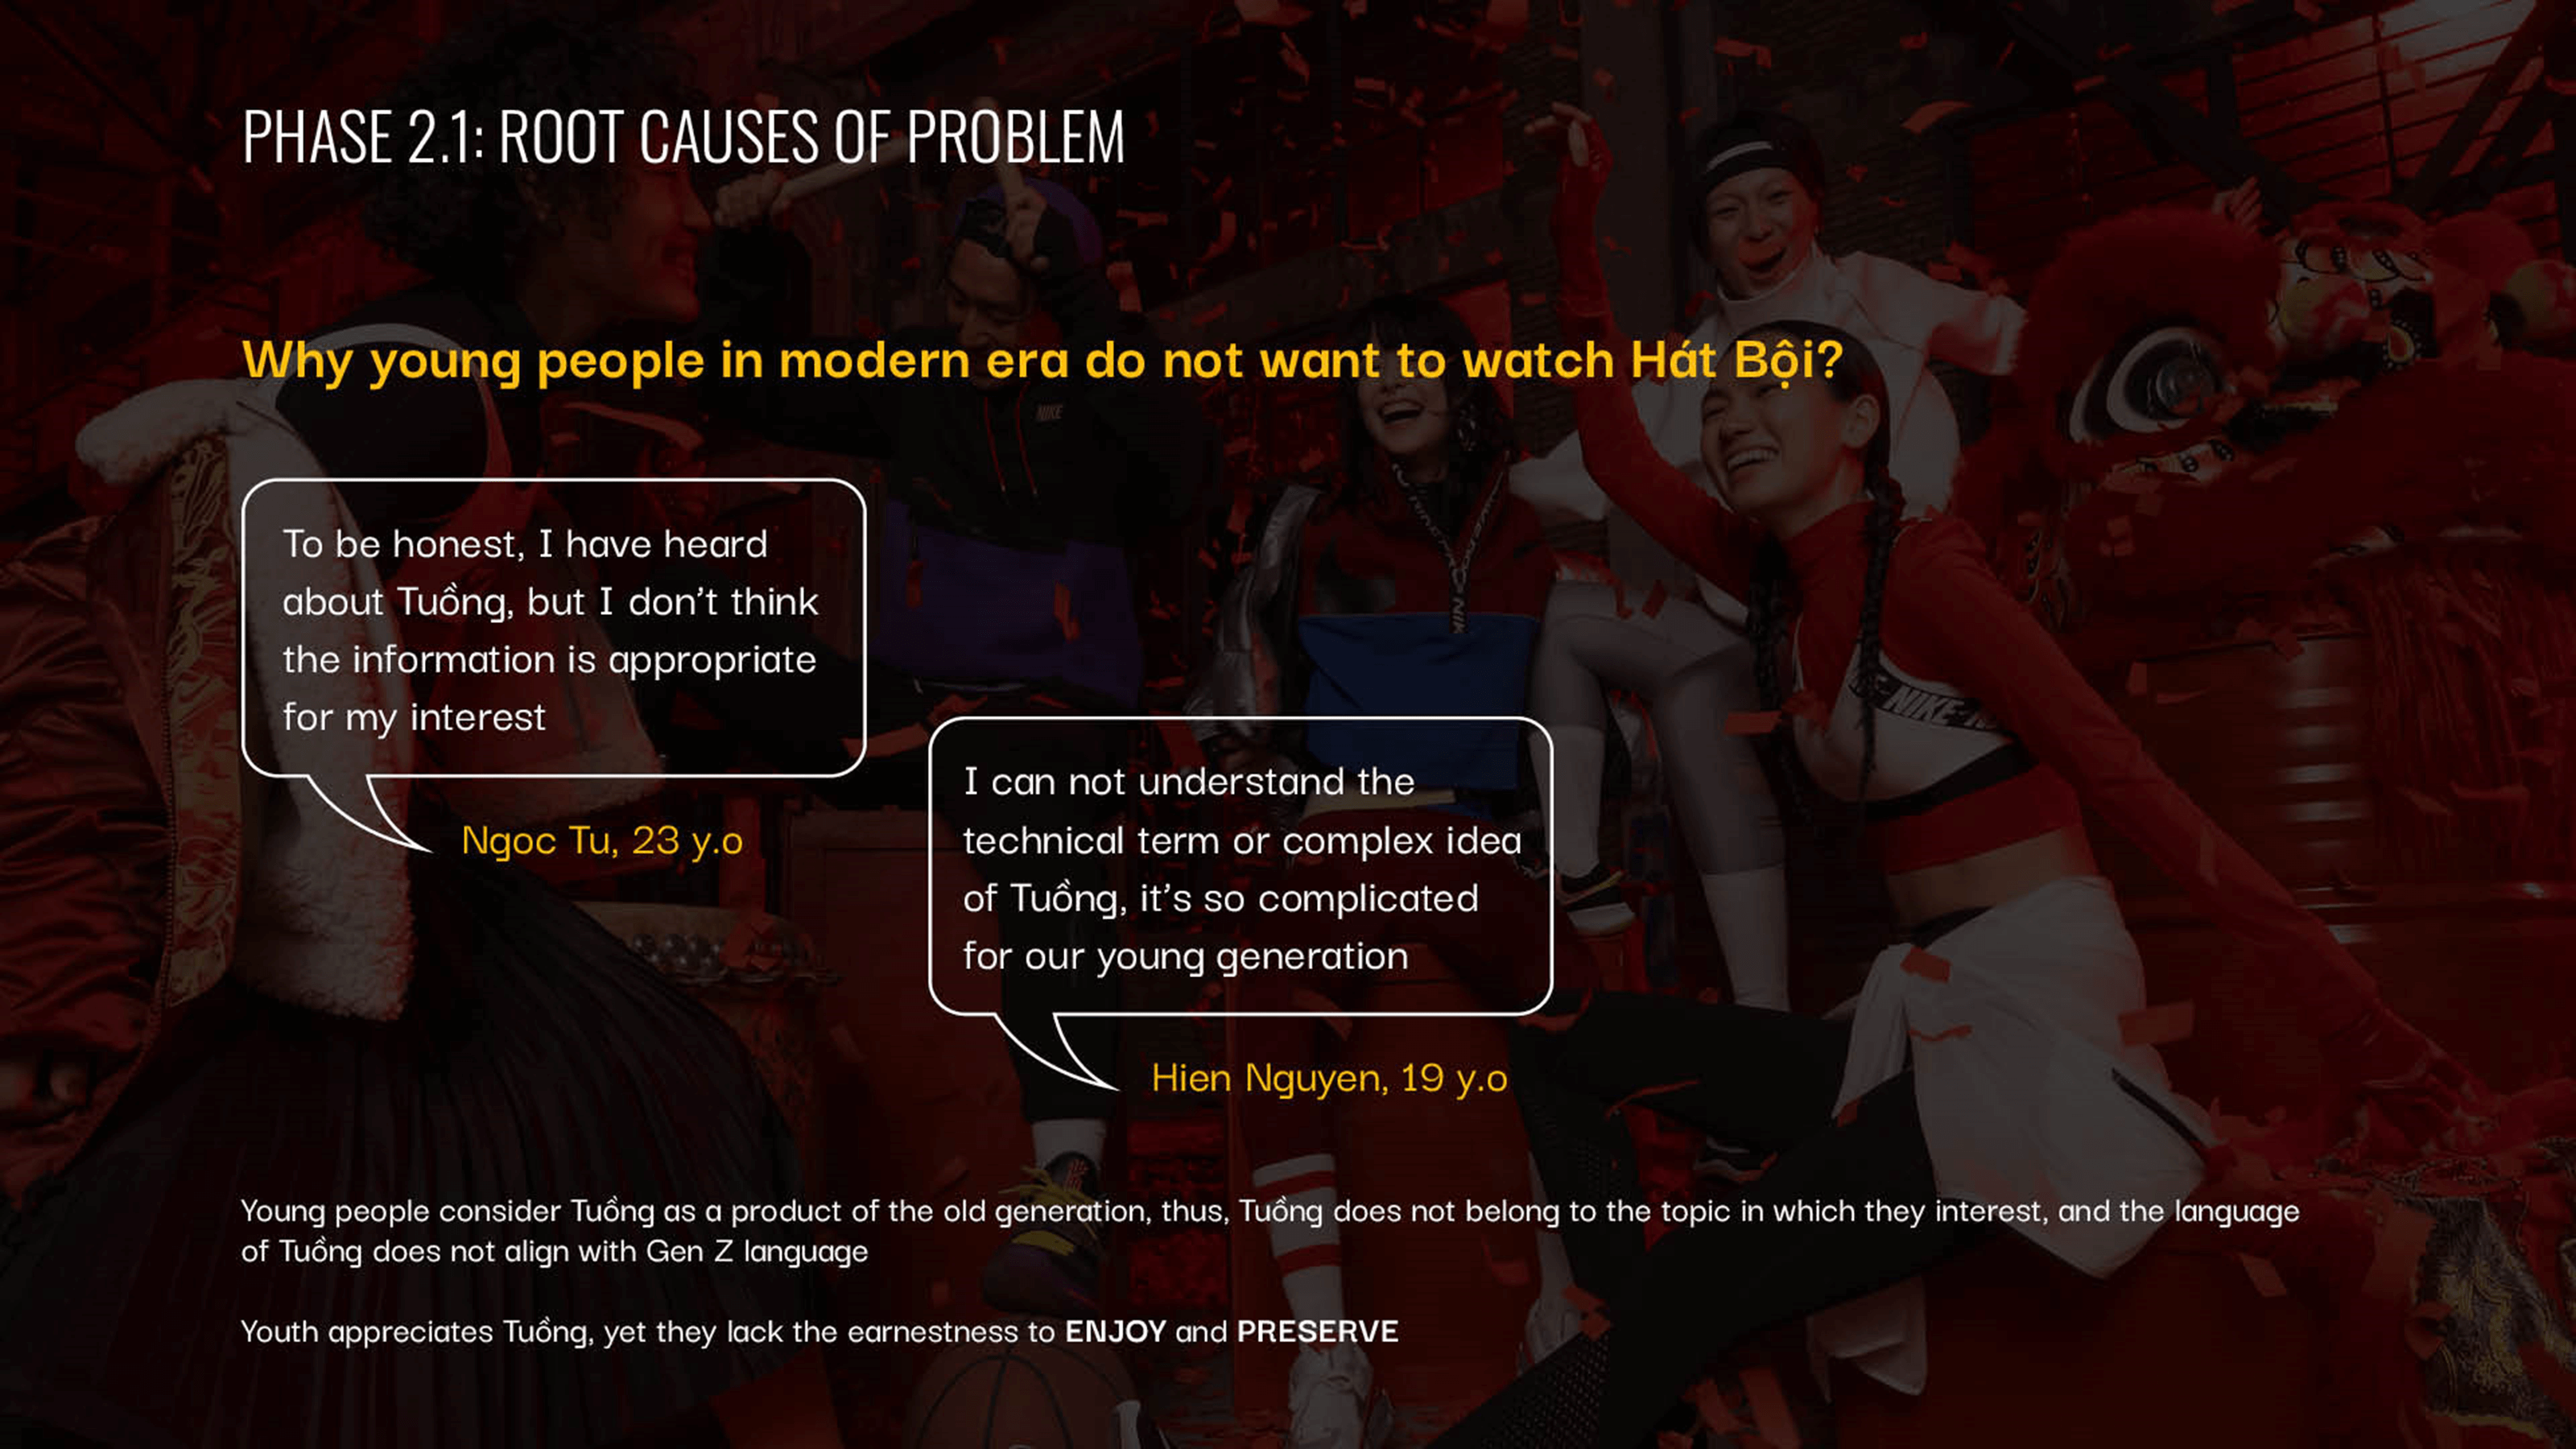 PHASE 2.1: ROOT CAUSES OF PROBLEM
Why young people in modern era do not want to watch Hát Bội?
NIKE
To be honest, I have heard
about Tuồng, but I don’t think
the information is appropriate
for my interest
Ngoc Tu, 23 y.o
I can not understand the
technical term or complex idea
of Tuồng, it’s so complicated
for our young generation
Hien Nguyen, 19 y.o
NIKE
Young people consider Tuồng as a product of the old generation, thus, Tuồng does not belong to the topic in which they interest, and the language
of Tuồng does not align with Gen Z language
Youth appreciates Tuồng, yet they lack the earnestness to ENJOY and PRESERVE